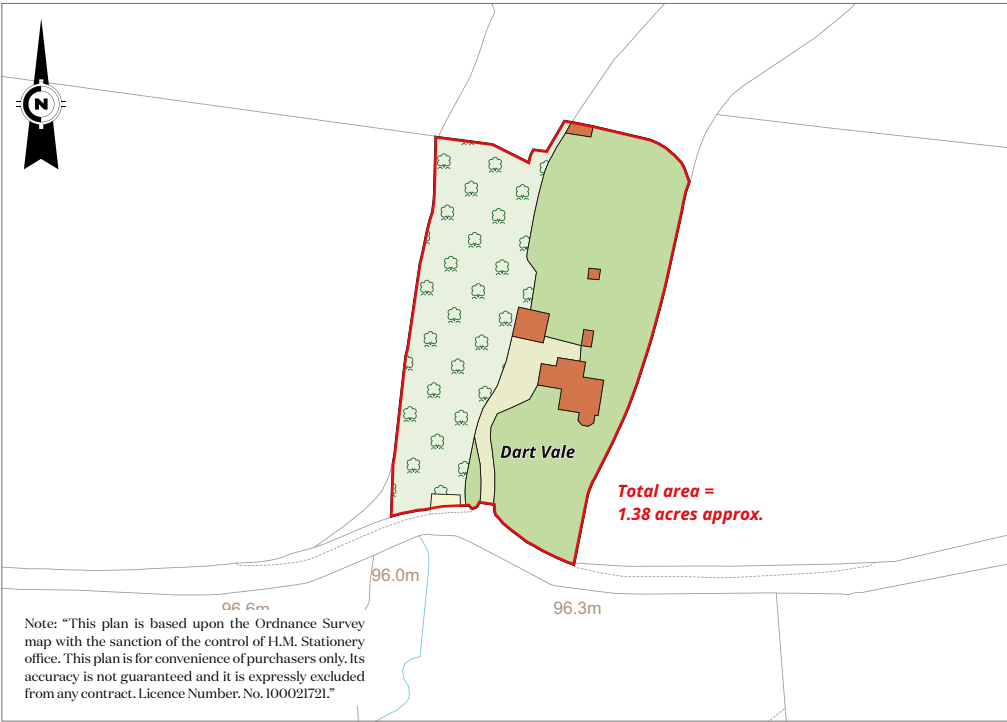 N
Dart Vale
Total area =
1.38 acres approx.
96.0m
96.6m
96.3m
Note: “This plan is based upon the Ordnance Survey
map with the sanction of the control of H.M. Stationery
office. This plan is for convenience of purchasers only. Its
accuracy is not guaranteed and it is expressly excluded
from any contract. Licence Number. No. 100021721.”